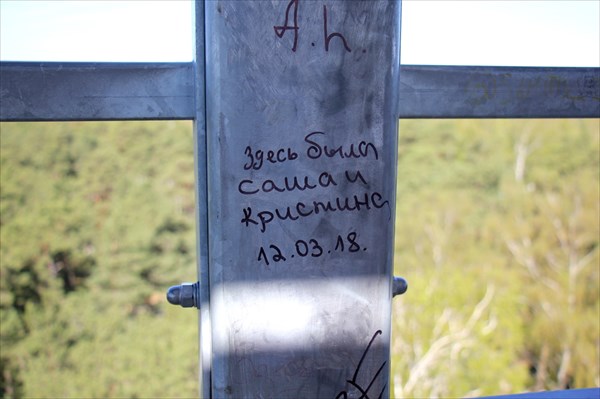 А.h.
Здесь были
саша и
Кристина
12.03.18.